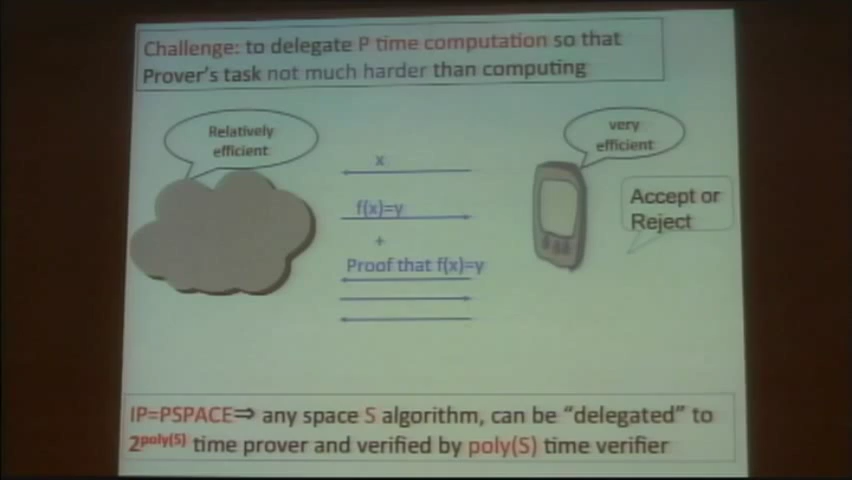 Challenge: to delegate P time computation so that
Prover's task not much harder than computing
Relatively
efficient
very
efficient
x
Accept or
Reject
f(x)=y
+
Proof that f(x)=y
IP=PSPACE⇒ any space S algorithm, can be "delegated" to
2^poly(S) time prover and verified by poly(S) time verifier